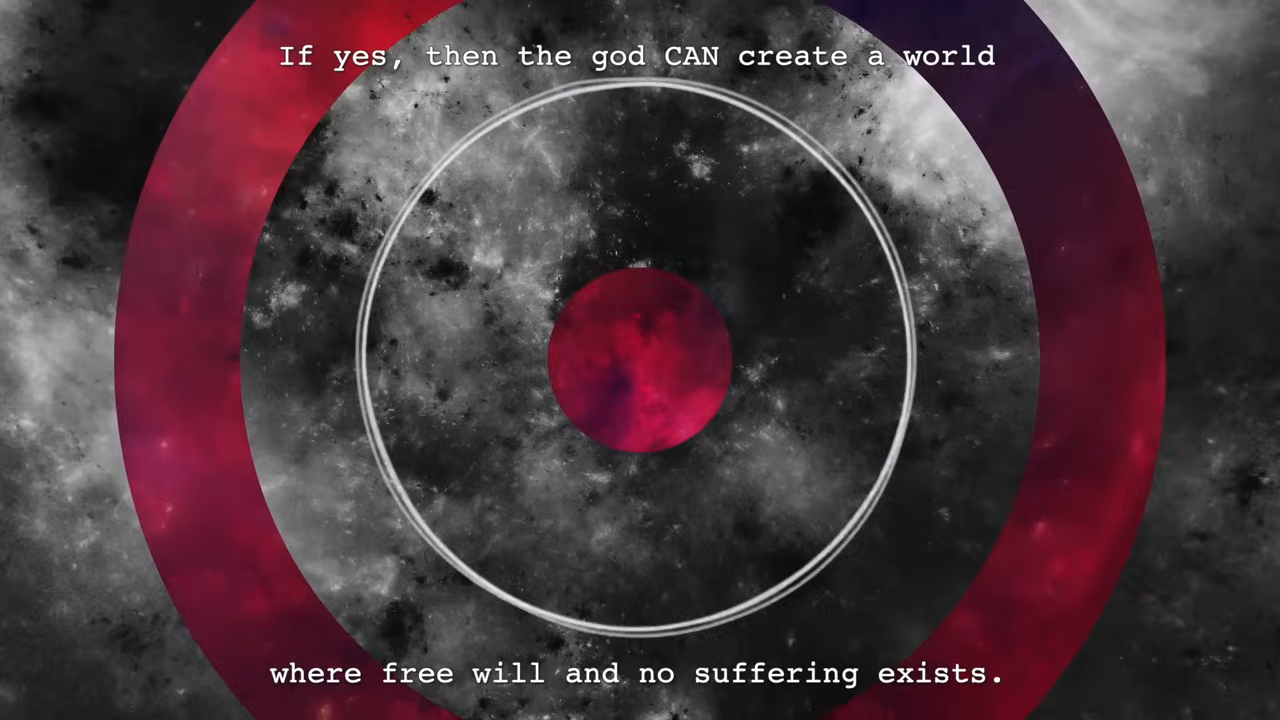 If yes, then the god CAN create a world
where free will and no suffering exists.